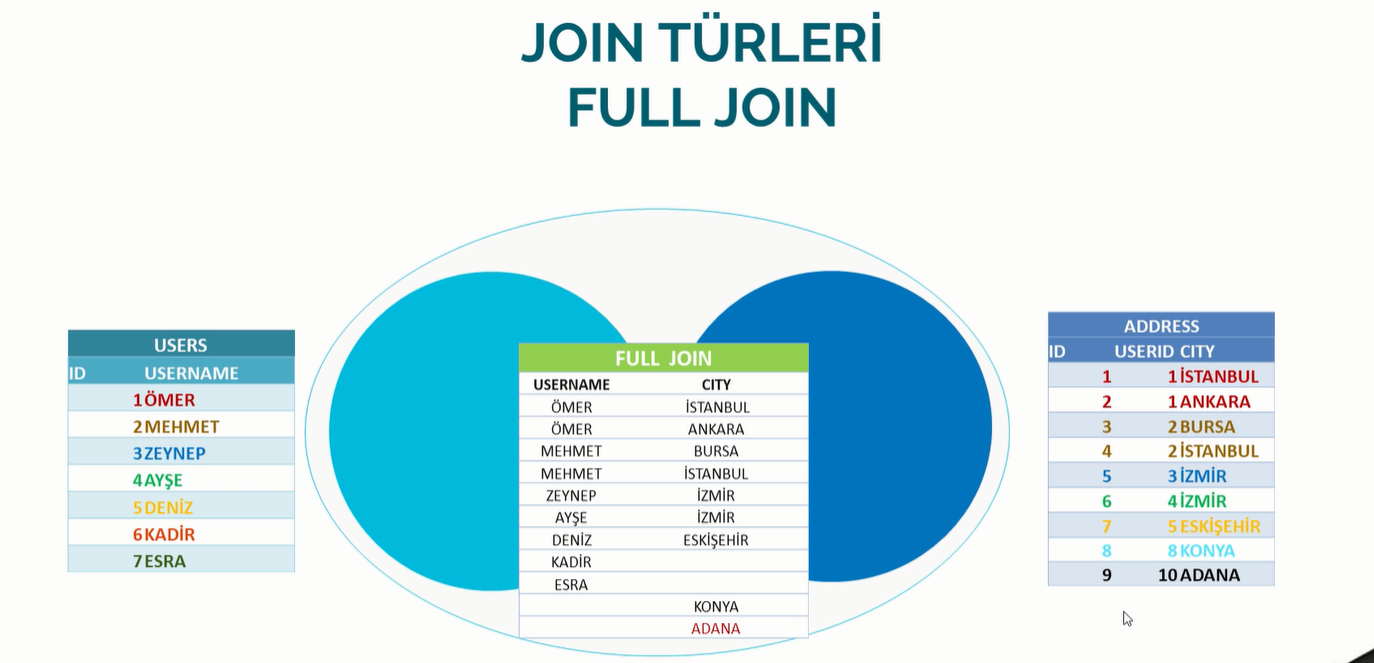 JOIN TÜRLERİ
FULL JOIN
USERS
ID USERNAME
1 ÖMER
2 MEHMET
3 ZEYNEP
4 AYŞE
5 DENİZ
6 KADİR
7 ESRA
FULL JOIN
USERNAME CITY
ÖMER İSTANBUL
ÖMER ANKARA
MEHMET BURSA
MEHMET İSTANBUL
ZEYNEP İZMİR
AYŞE İZMİR
DENİZ ESKİŞEHİR
KADİR
ESRA
KONYA
ADANA
ADDRESS
ID USERID CITY
1 1 İSTANBUL
2 1 ANKARA
3 2 BURSA
4 2 İSTANBUL
5 3 İZMİR
6 4 İZMİR
7 5 ESKİŞEHİR
8 8 KONYA
9 10 ADANA